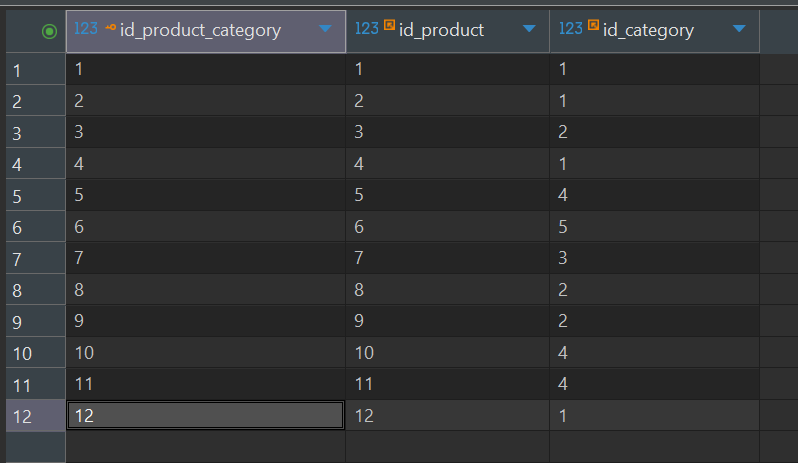 123 id_product_category 123 id_product 123 id_category
1 1 1 1
2 2 2 1
3 3 3 2
4 4 4 1
5 5 5 4
6 6 6 5
7 7 7 3
8 8 8 2
9 9 9 2
10 10 10 4
11 11 11 4
12 12 12 1